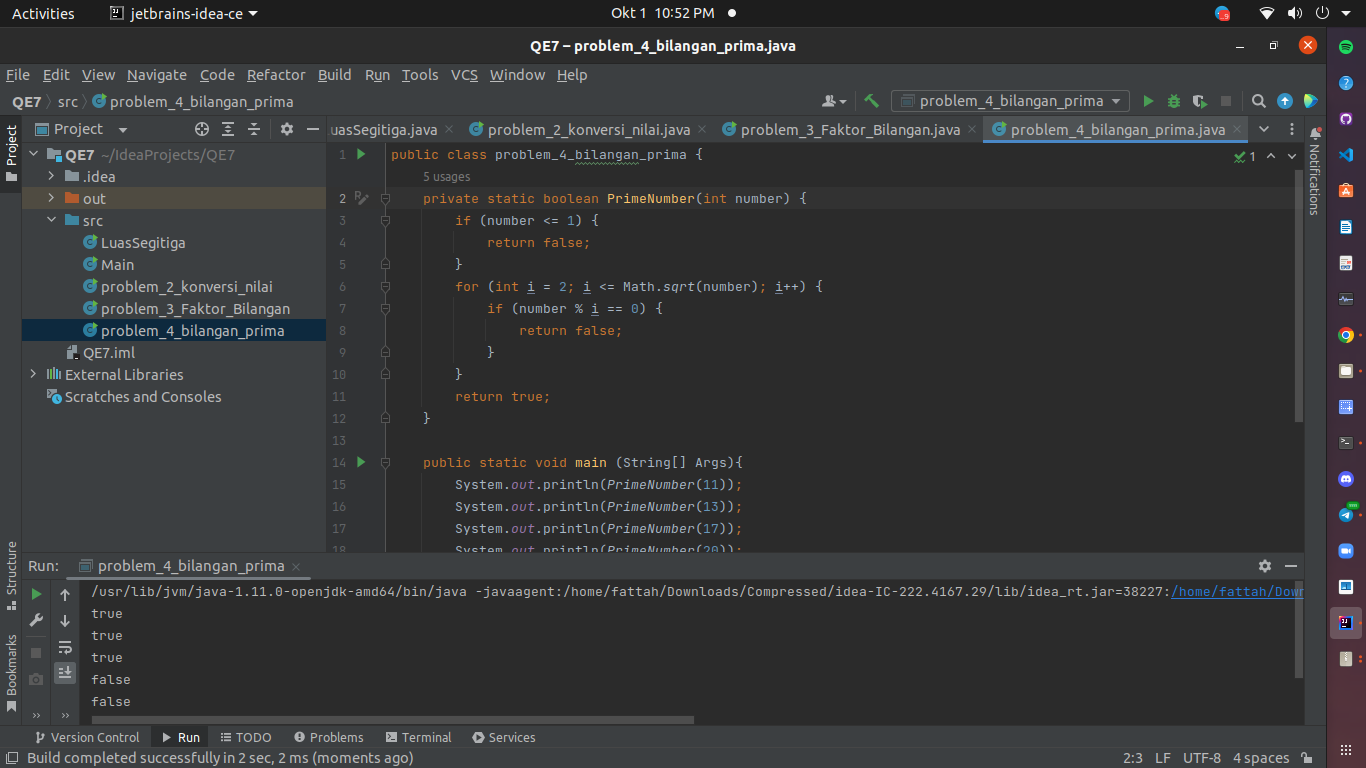 Activities
jetbrains-idea-ce
Okt 1 10:52 PM
QE7 – problem_4_bilangan_prima.java
File Edit View Navigate Code Refactor Build Run Tools VCS Window Help
QE7 src problem_4_bilangan_prima
problem_4_bilangan_prima
Project
Project
QE7 ~/IdeaProjects/QE7
.idea
out
src
LuasSegitiga
Main
problem_2_konversi_nilai
problem_3_Faktor_Bilangan
problem_4_bilangan_prima
QE7.iml
External Libraries
Scratches and Consoles
uasSegitiga.java problem_2_konversi_nilai.java problem_3_Faktor_Bilangan.java problem_4_bilangan_prima.java
1 public class problem_4_bilangan_prima {
1
5 usages
2 private static boolean PrimeNumber(int number) {
3 if (number <= 1) {
4 return false;
5 }
6 for (int i = 2; i <= Math.sqrt(number); i++) {
7 if (number % i == 0) {
8 return false;
9 }
10 }
11 return true;
12 }
13
14 public static void main (String[] Args){
15 System.out.println(PrimeNumber(11));
16 System.out.println(PrimeNumber(13));
17 System.out.println(PrimeNumber(17));
18 System.out.println(PrimeNumber(20));
Notifications
Structure
Bookmarks
Run: problem_4_bilangan_prima
/usr/lib/jvm/java-1.11.0-openjdk-amd64/bin/java -javaagent:/home/fattah/Downloads/Compressed/idea-IC-222.4167.29/lib/idea_rt.jar=38227:/home/fattah/Down
true
true
true
false
false
Version Control Run TODO Problems Terminal Services
Build completed successfully in 2 sec, 2 ms (moments ago)
2:3 LF UTF-8 4 spaces